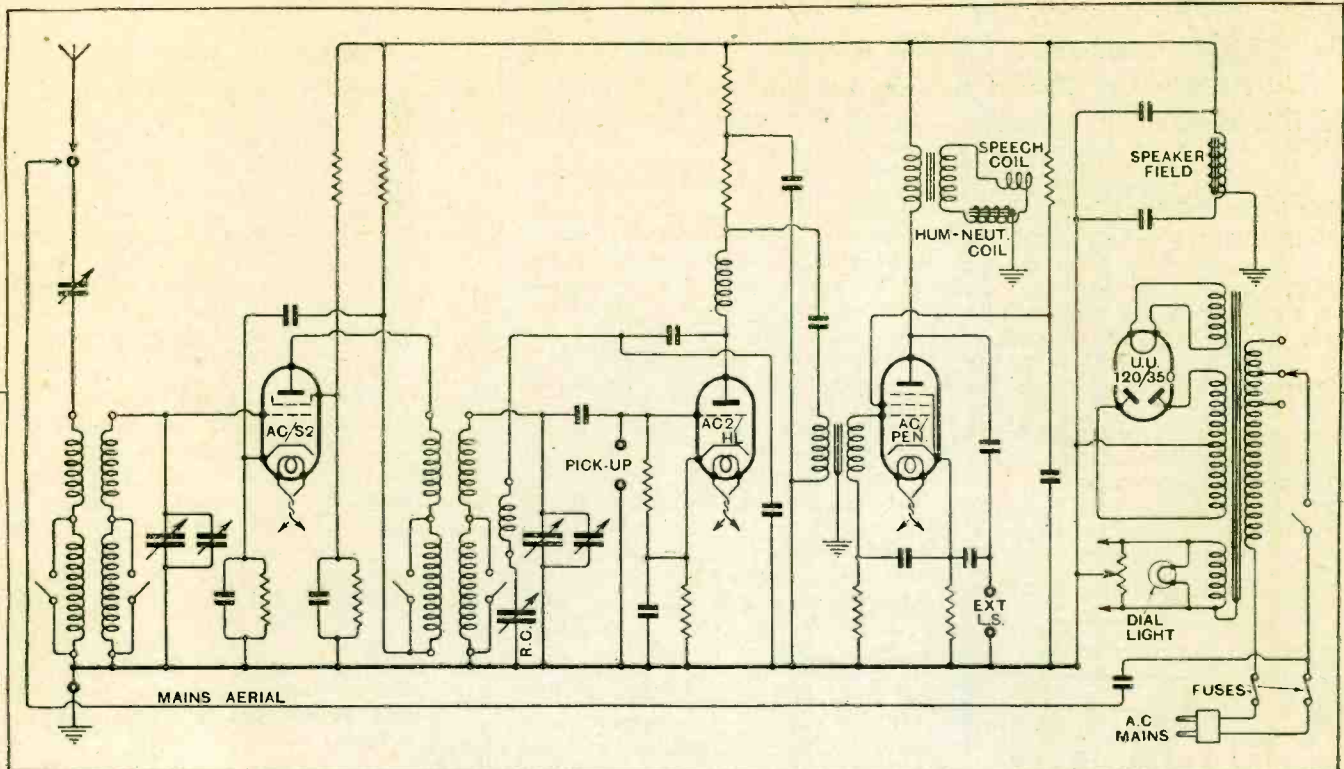 SPEECH
COIL
SPEAKER
FIELD
HUM-NEUT.
COIL
U.U.
120/350
AC/S2
AC2/
HL
AC/
PEN.
PICK-UP
R.C.
EXT
L.S.
DIAL
LIGHT
MAINS AERIAL
FUSES
A.C
MAINS